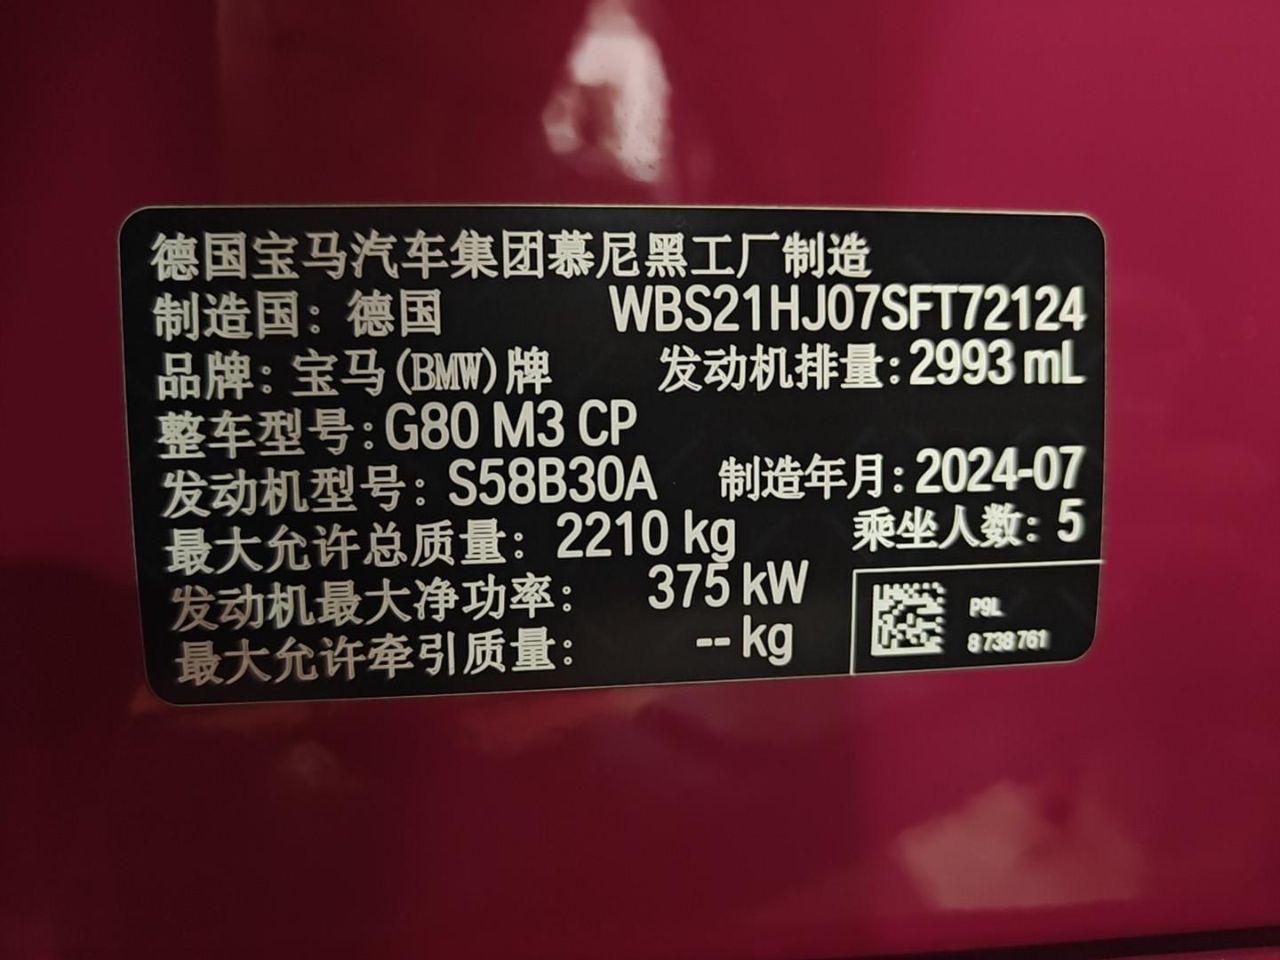 德国宝马汽车集团慕尼黑工厂制造
制造国：德国 WBS21HJ07SFT72124
品牌：宝马(BMW)牌 发动机排量:2993 mL
整车型号:G80 M3 CP
发动机型号：S58B30A 制造年月:2024-07
最大允许总质量：2210 kg 乘坐人数：5
发动机最大净功率： 375 kW
最大允许牵引质量： -- kg
P9L
8 738 761